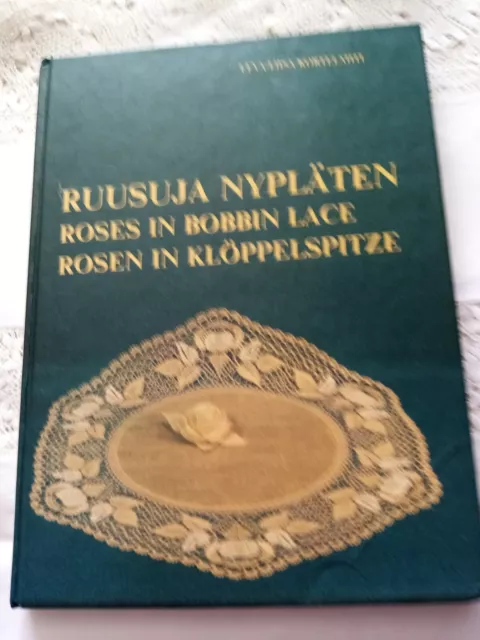 RUUSUJA NYPLÄTEN
ROSES IN BOBBIN LACE
ROSEN IN KLÖPPELSPITZE